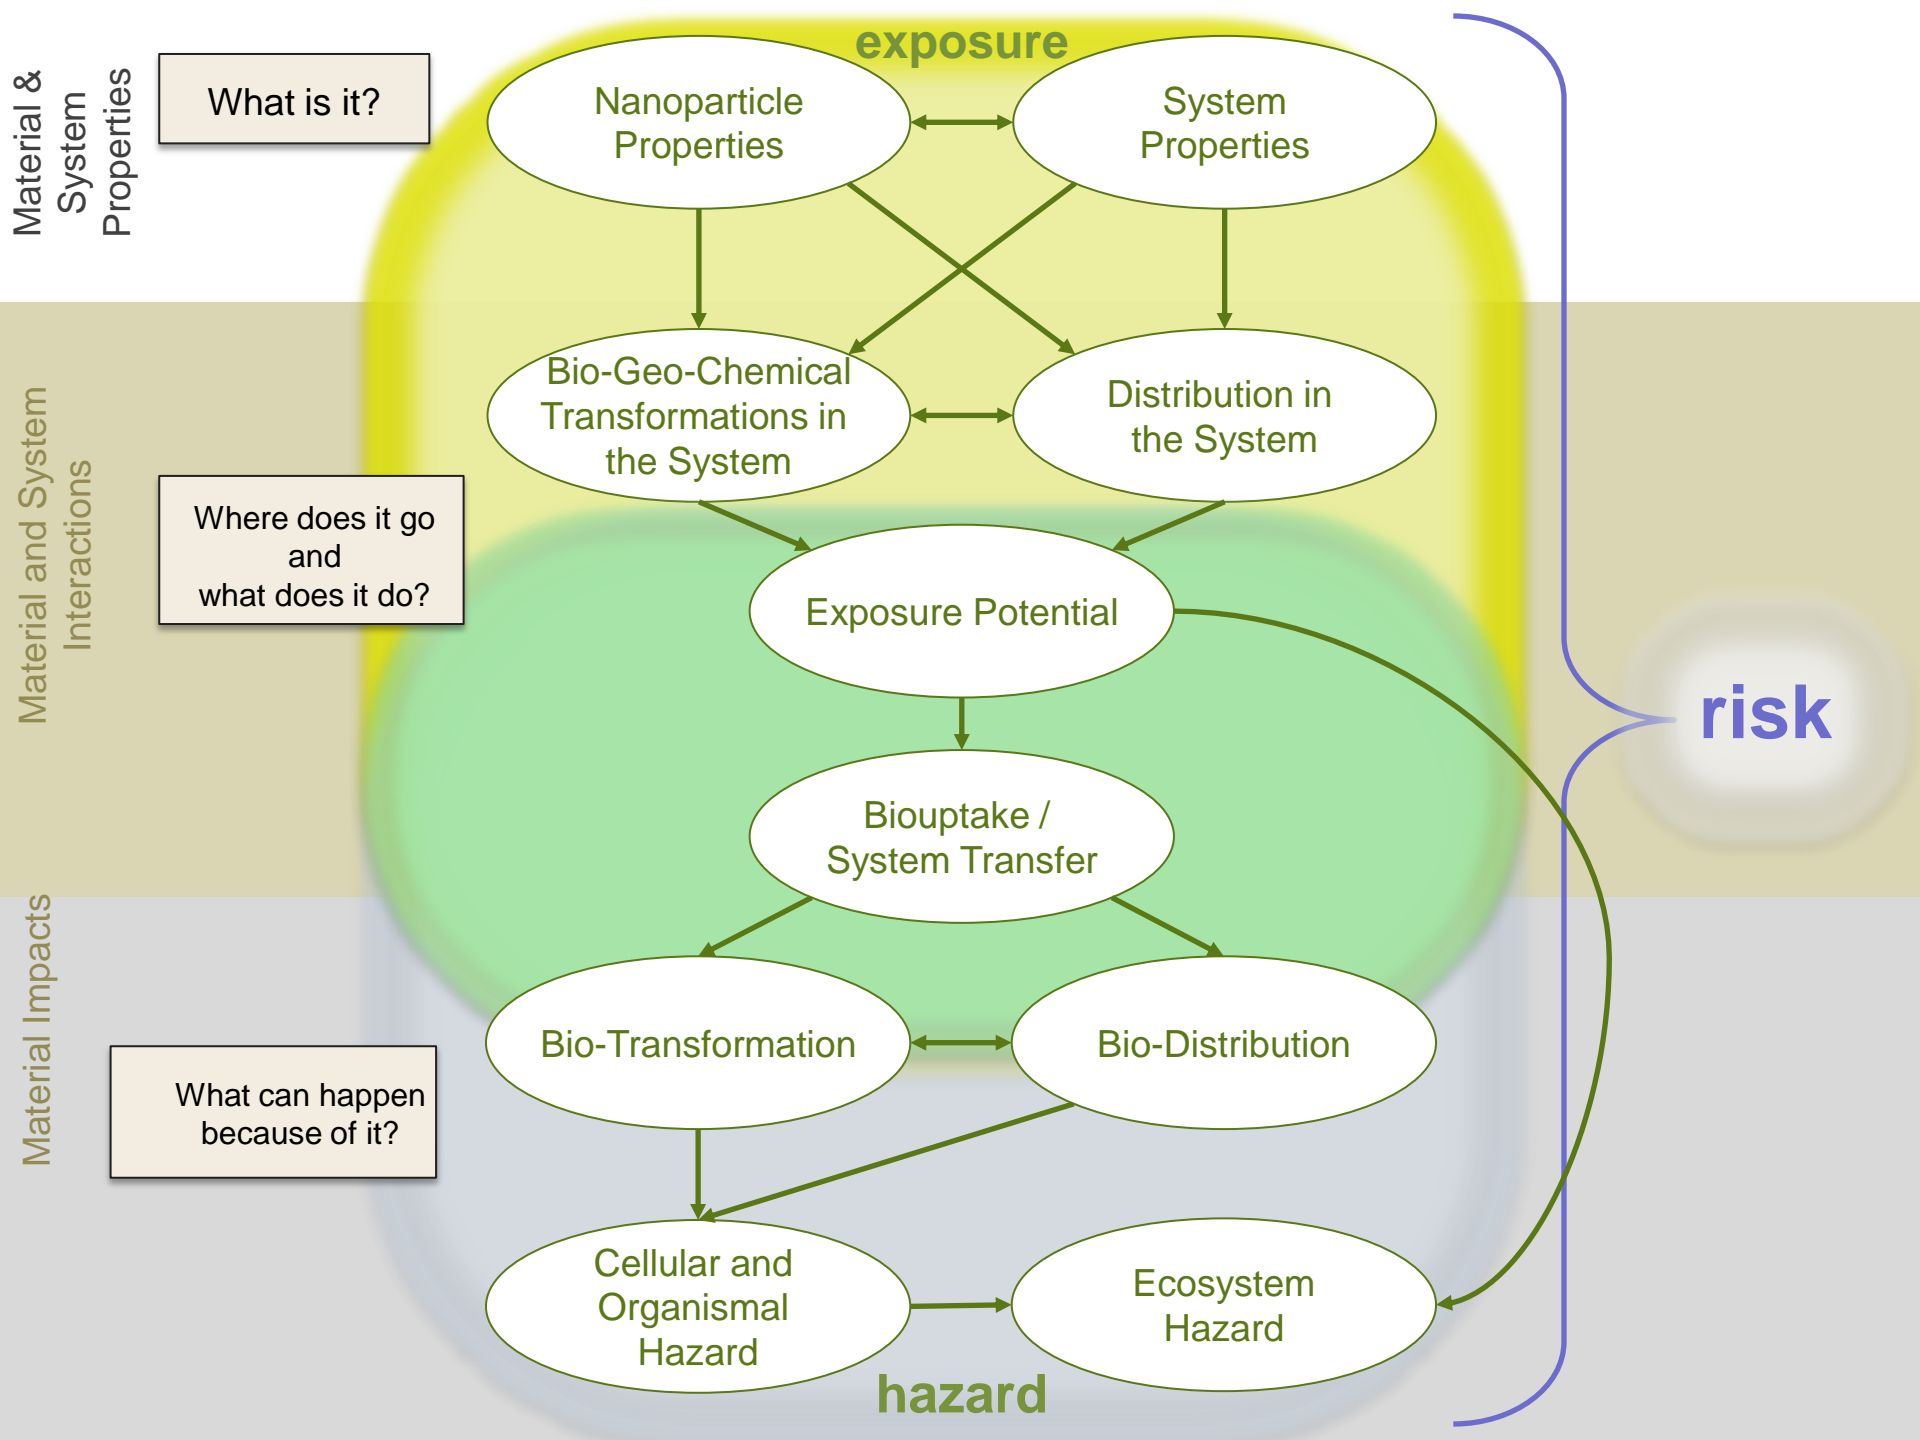 exposure
Material &
System
Properties
What is it?
Nanoparticle
Properties
System
Properties
Material and System
Interactions
Bio-Geo-Chemical
Transformations in
the System
Distribution in
the System
Where does it go
and
what does it do?
Exposure Potential
risk
Biouptake /
System Transfer
Material Impacts
Bio-Transformation
Bio-Distribution
What can happen
because of it?
Cellular and
Organismal
Hazard
Ecosystem
Hazard
hazard